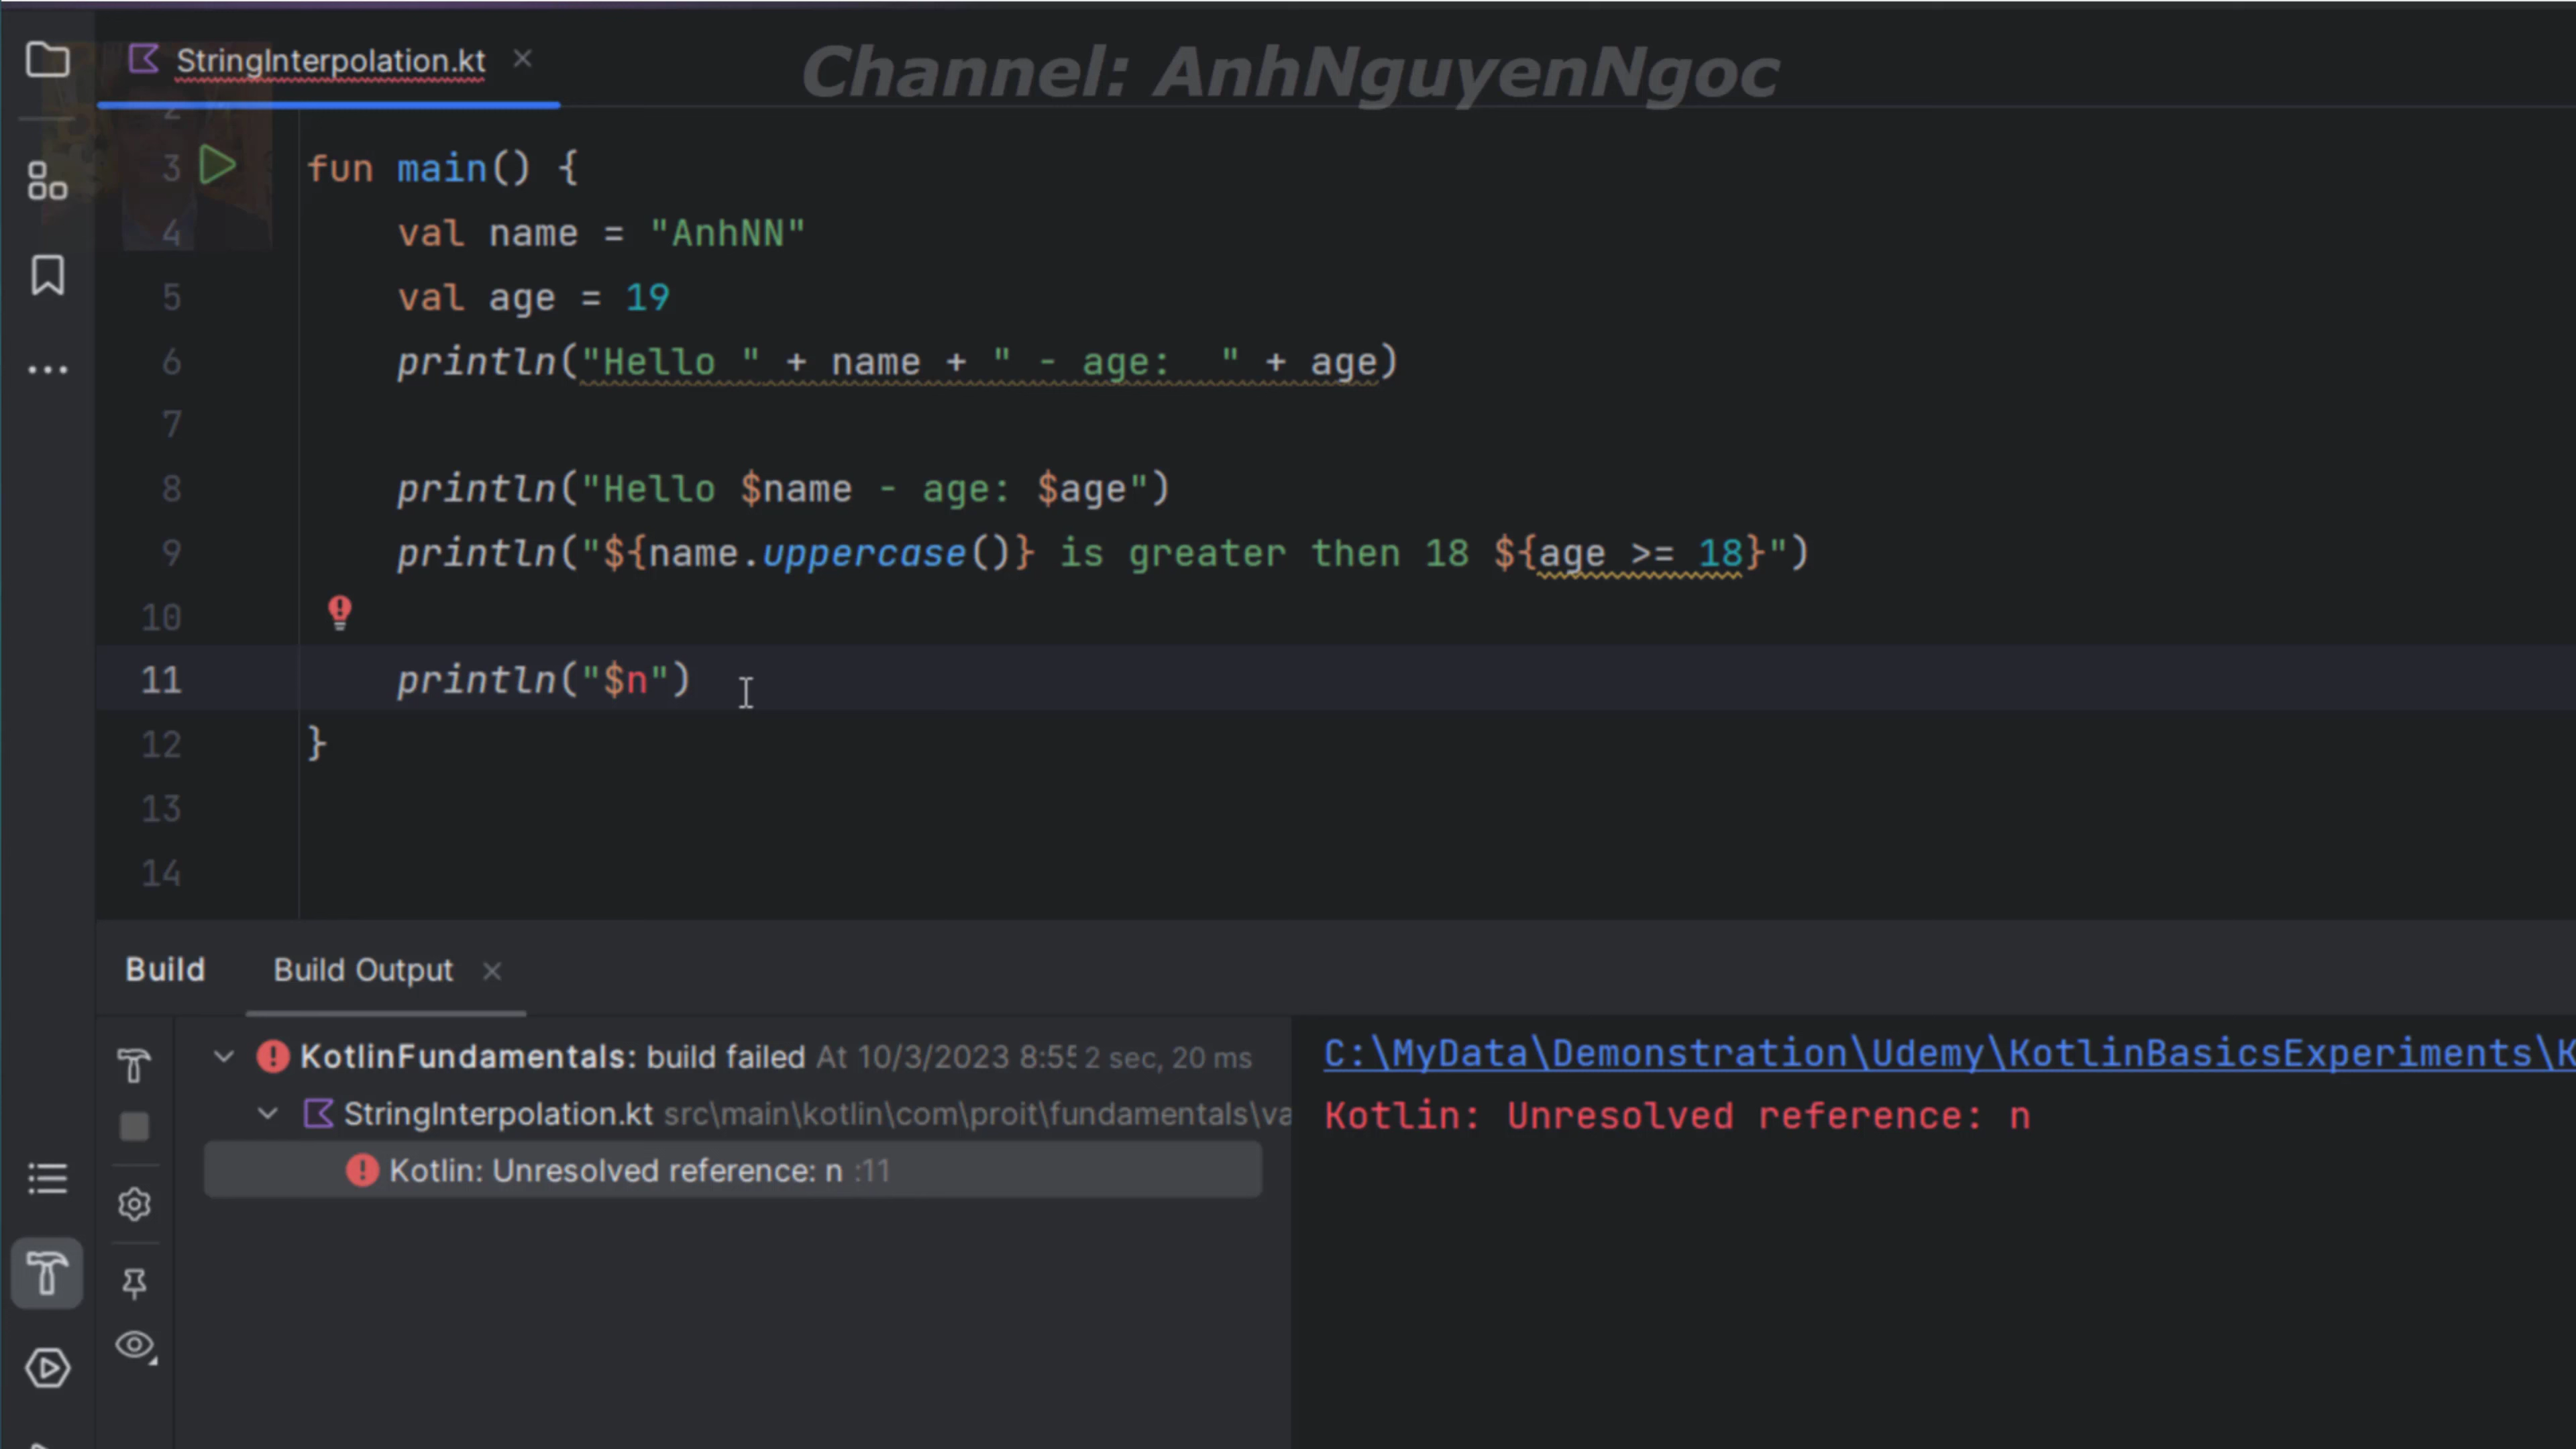 StringInterpolation.kt
Channel: AnhNguyenNgoc
2
3 fun main() {
4 val name = "AnhNN"
5 val age = 19
6 println("Hello " + name + " - age:  " + age)
7
8 println("Hello $name - age: $age")
9 println("${name.uppercase()} is greater then 18 ${age >= 18}")
10
11 println("$n")
12 }
13
14
Build Build Output
KotlinFundamentals: build failed At 10/3/2023 8:55 2 sec, 20 ms
StringInterpolation.kt src\main\kotlin\com\proit\fundamentals\va
Kotlin: Unresolved reference: n :11
C:\MyData\Demonstration\Udemy\KotlinBasicsExperiments\K
Kotlin: Unresolved reference: n